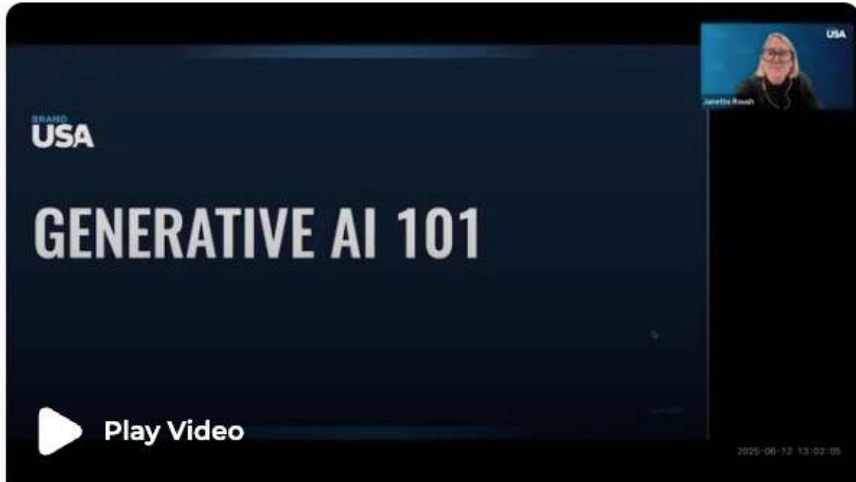 USA
Janette Roush
BRAND
USA
GENERATIVE AI 101
Play Video
2025-06-12 13:02:05